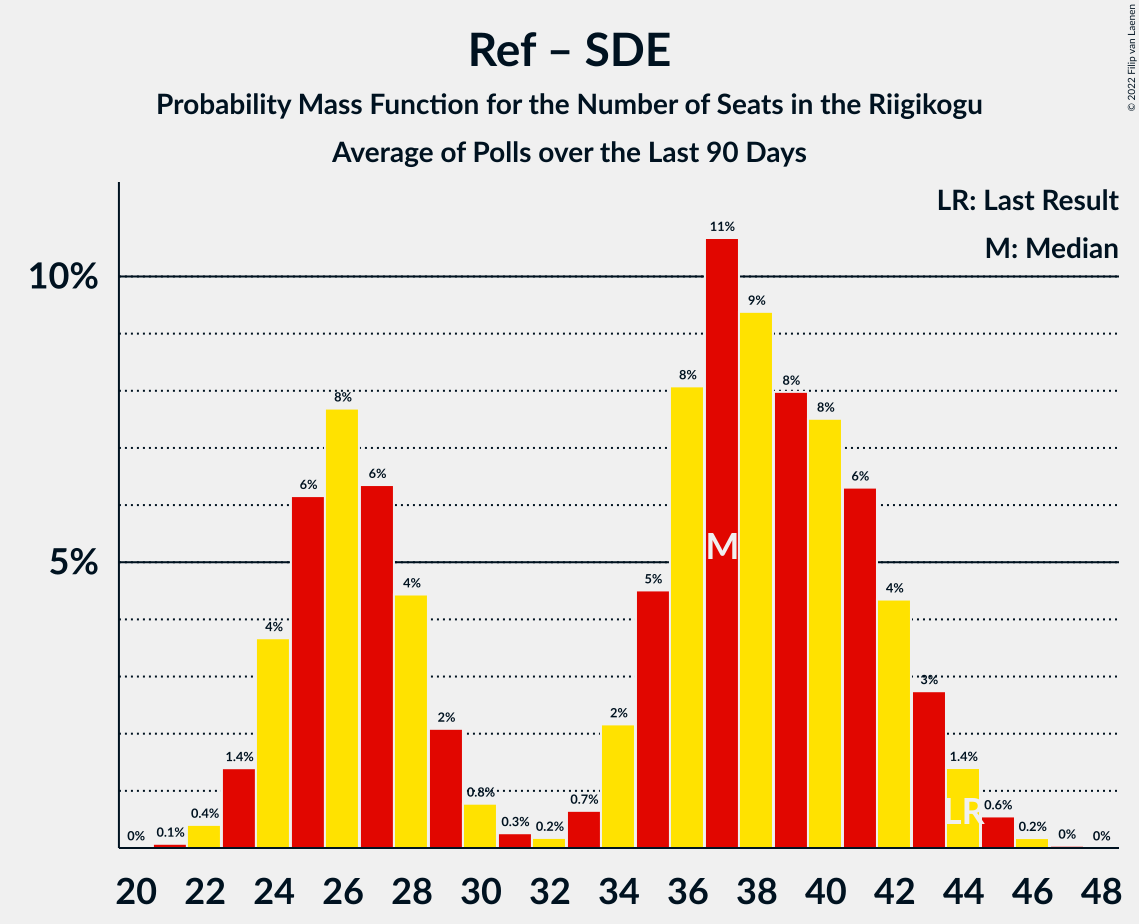 Ref – SDE
Probability Mass Function for the Number of Seats in the Riigikogu
Average of Polls over the Last 90 Days
© 2022 Filip van Laenen
LR: Last Result
M: Median
10%
5%
0% 0.1% 0.4% 1.4% 4% 6% 8% 6% 4% 2% 0.8% 0.3% 0.2% 0.7% 2% 5% 8% 11% 9% 8% 8% 6% 4% 3% 1.4% 0.6% 0.2% 0% 0%
M
LR
20 22 24 26 28 30 32 34 36 38 40 42 44 46 48